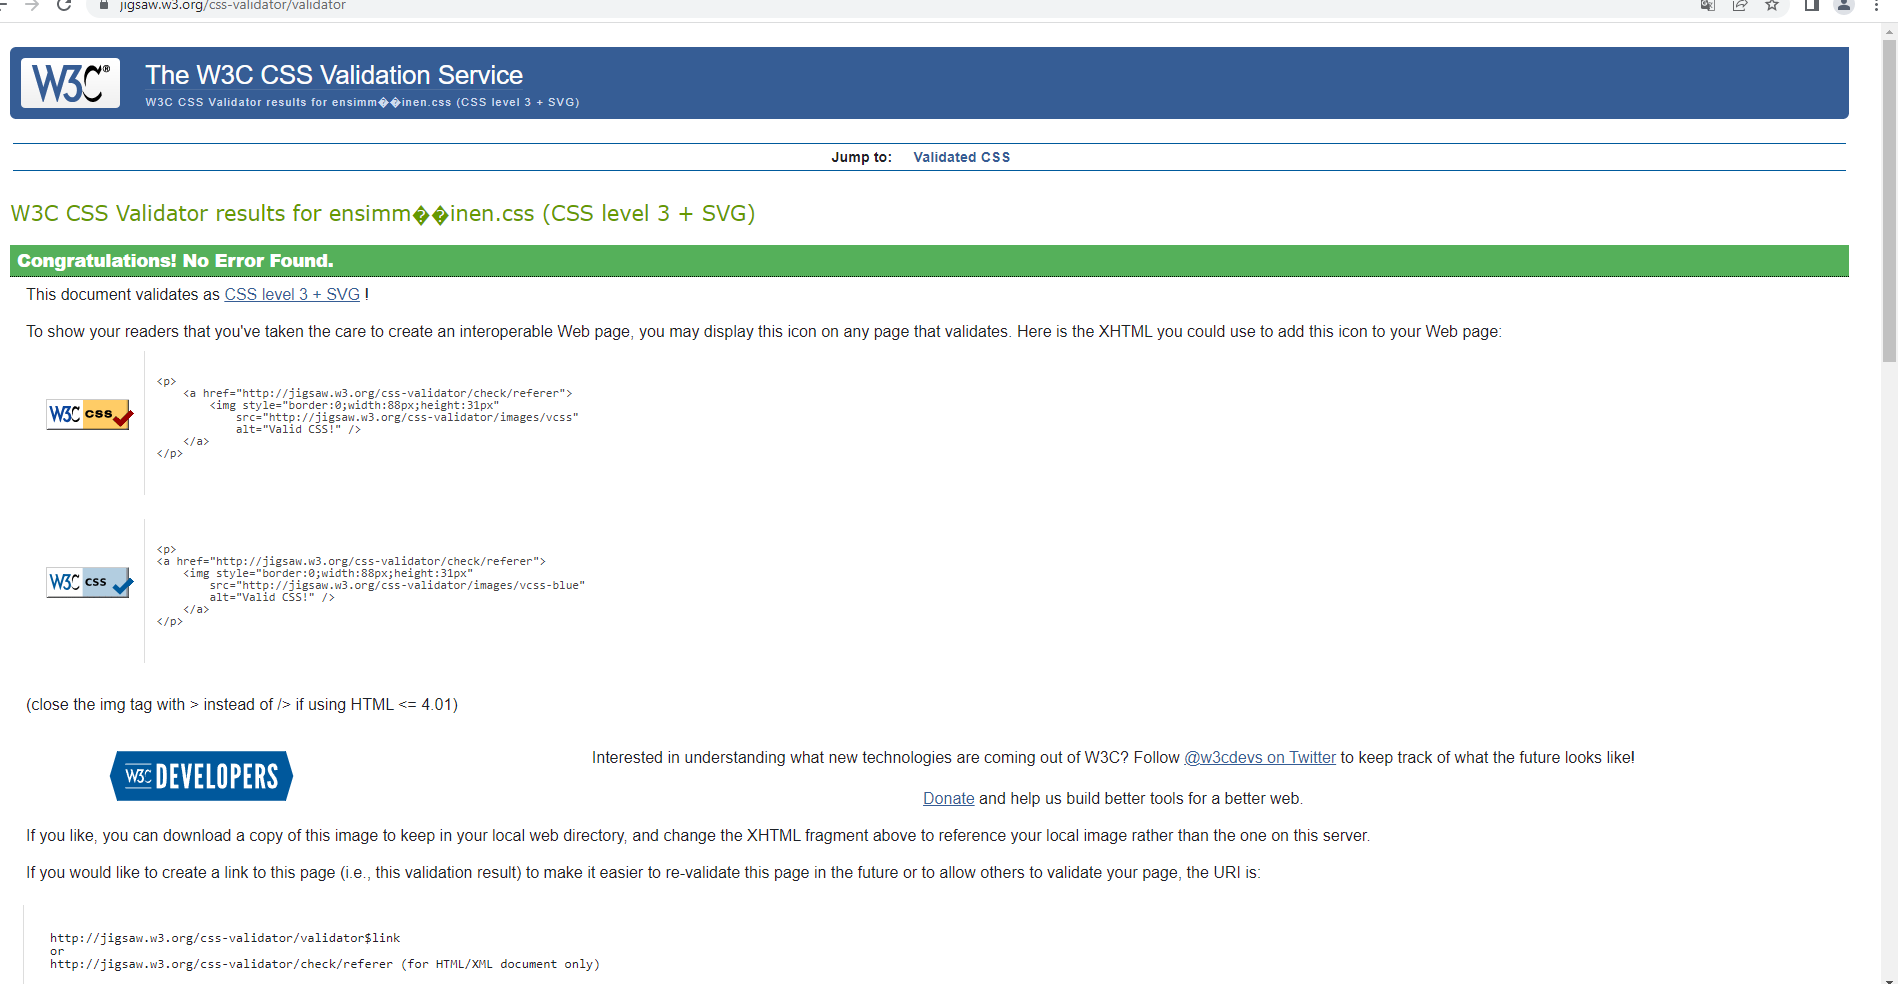 jigsaw.w3.org/css-validator/validator
W3C®
The W3C CSS Validation Service
W3C CSS Validator results for ensimm��inen.css (CSS level 3 + SVG)
Jump to: Validated CSS
W3C CSS Validator results for ensimm��inen.css (CSS level 3 + SVG)
Congratulations! No Error Found.
This document validates as CSS level 3 + SVG !
To show your readers that you've taken the care to create an interoperable Web page, you may display this icon on any page that validates. Here is the XHTML you could use to add this icon to your Web page:
W3C css
<p>
<a href="http://jigsaw.w3.org/css-validator/check/referer">
<img style="border:0;width:88px;height:31px"
src="http://jigsaw.w3.org/css-validator/images/vcss"
alt="Valid CSS!" />
</a>
</p>
W3C css
<p>
<a href="http://jigsaw.w3.org/css-validator/check/referer">
<img style="border:0;width:88px;height:31px"
src="http://jigsaw.w3.org/css-validator/images/vcss-blue"
alt="Valid CSS!" />
</a>
</p>
(close the img tag with > instead of /> if using HTML <= 4.01)
W3C DEVELOPERS
Interested in understanding what new technologies are coming out of W3C? Follow @w3cdevs on Twitter to keep track of what the future looks like!
Donate and help us build better tools for a better web.
If you like, you can download a copy of this image to keep in your local web directory, and change the XHTML fragment above to reference your local image rather than the one on this server.
If you would like to create a link to this page (i.e., this validation result) to make it easier to re-validate this page in the future or to allow others to validate your page, the URI is:
http://jigsaw.w3.org/css-validator/validator$link
or
http://jigsaw.w3.org/css-validator/check/referer (for HTML/XML document only)